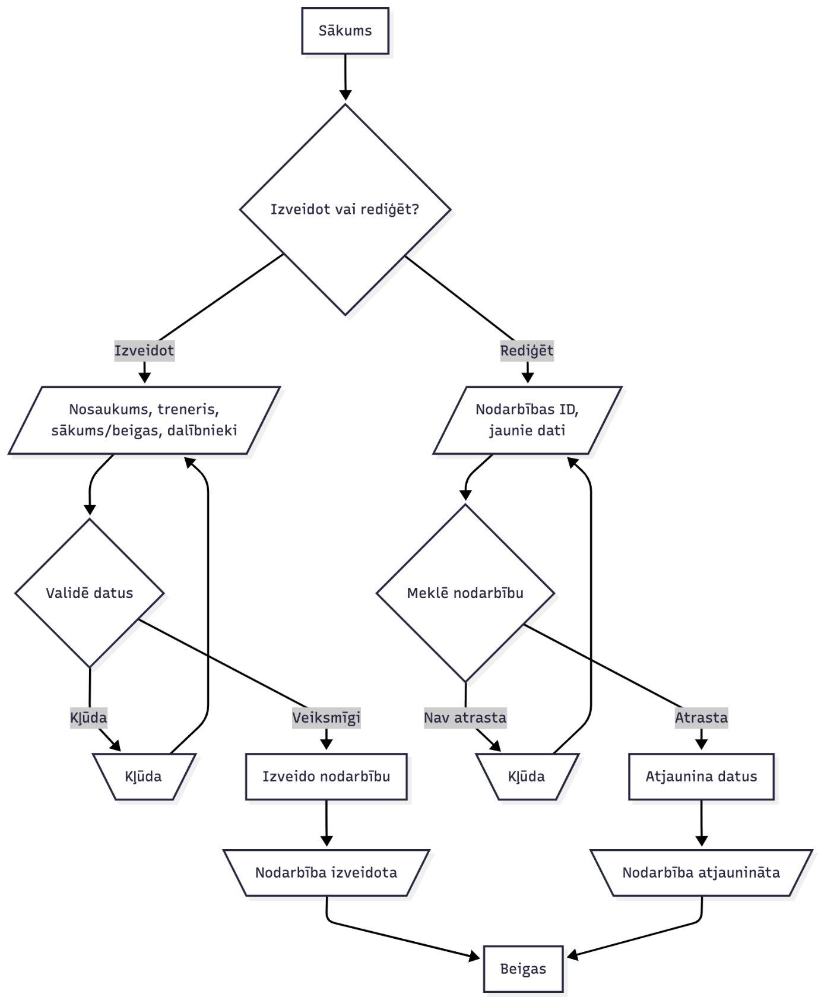 Sākums
Izveidot vai rediģēt?
Izveidot
Rediģēt
Nosaukums, treneris,
sākums/beigas, dalībnieki
Nodarbības ID,
jaunie dati
Validē datus
Meklē nodarbību
Kļūda
Veiksmīgi
Nav atrasta
Atrasta
Kļūda
Izveido nodarbību
Kļūda
Atjaunina datus
Nodarbība izveidota
Nodarbība atjaunināta
Beigas